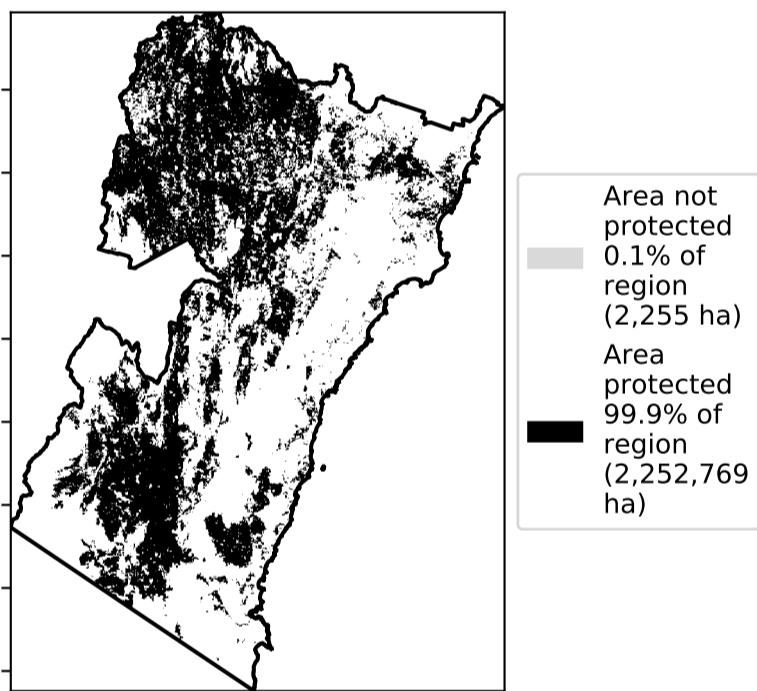 Area not
protected
0.1% of
region
(2,255 ha)
Area
protected
99.9% of
region
(2,252,769
ha)